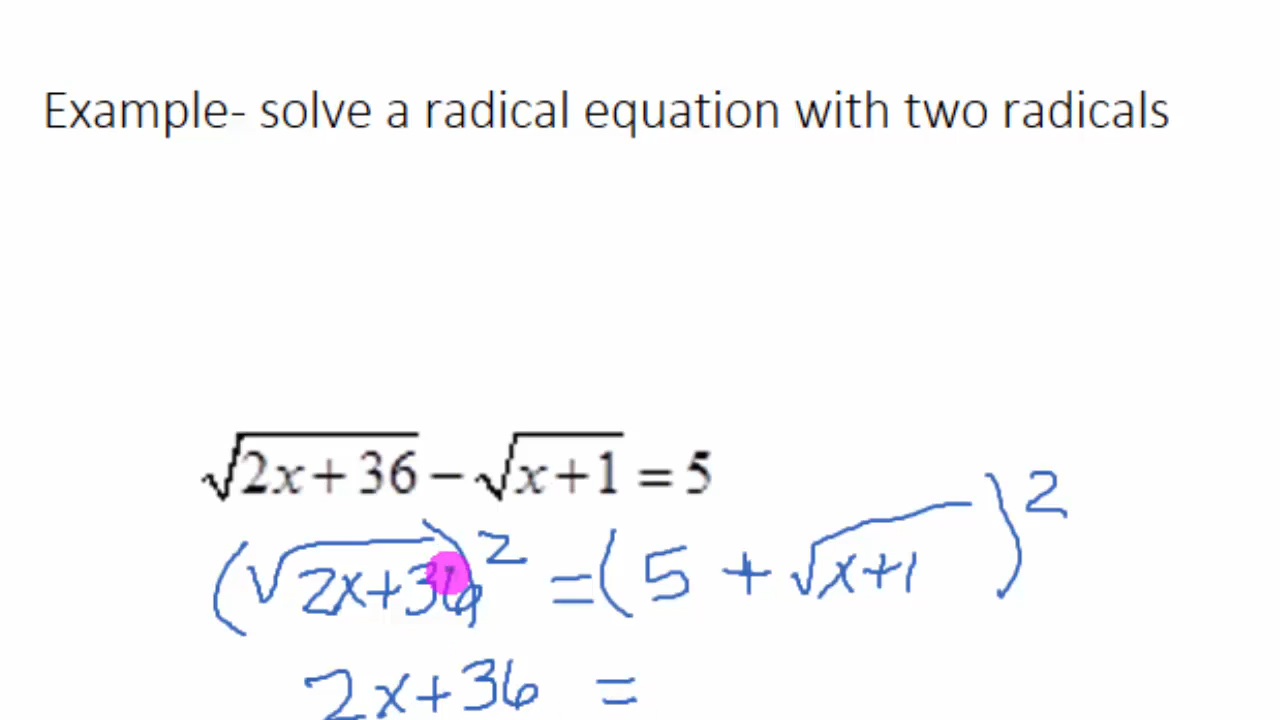 Example- solve a radical equation with two radicals
√(2x+36) − √(x+1) = 5
(√(2x+36))² = (5 + √(x+1))²
2x+36 =